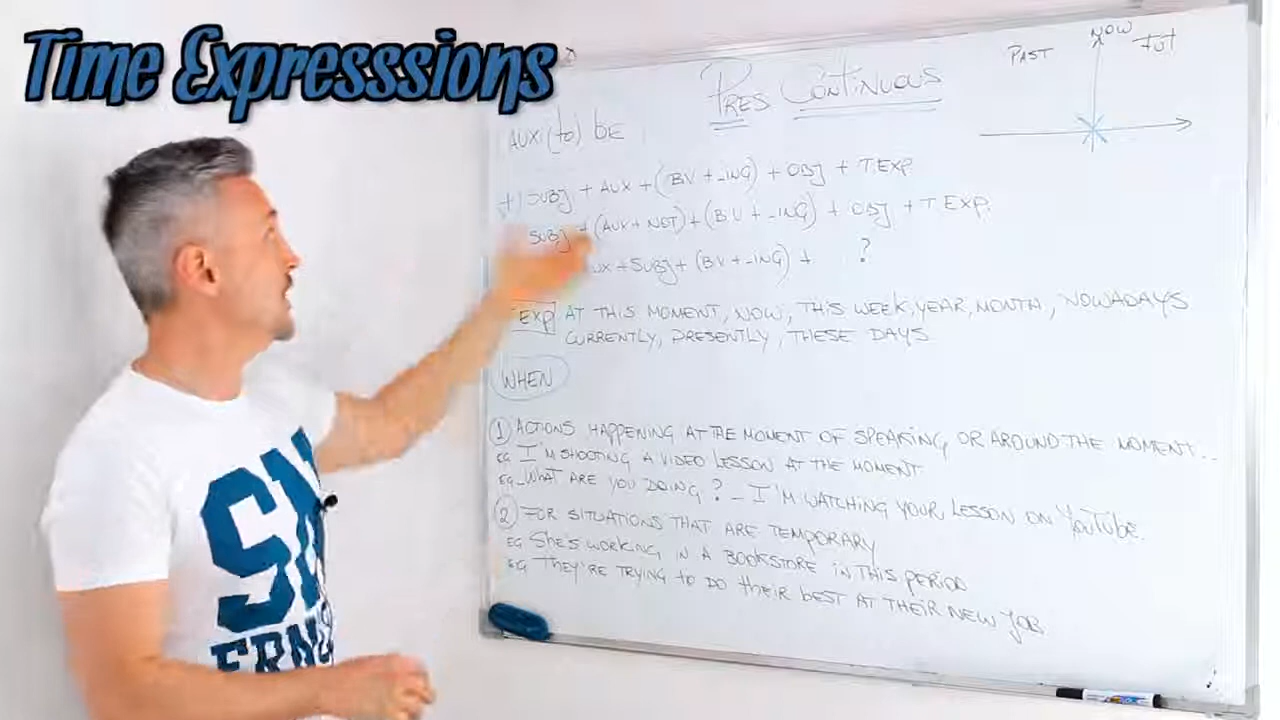 Time Expresssions
PRES CONTINUOUS
PAST NOW FUT
AUX: (to) BE
+) SUBJ + AUX + (B.V + -ING) + OBJ + T.EXP.
SUBJ + (AUX + NOT) + (B.V + -ING) + OBJ + T.EXP.
AUX + SUBJ + (B.V + -ING) + ?
T.EXP AT THIS MOMENT, NOW, THIS WEEK, YEAR, MONTH, NOWADAYS
CURRENTLY, PRESENTLY, THESE DAYS
WHEN
1 ACTIONS HAPPENING AT THE MOMENT OF SPEAKING, OR AROUND THE MOMENT...
EG I'M SHOOTING A VIDEO LESSON AT THE MOMENT
EG_ WHAT ARE YOU DOING? _ I'M WATCHING YOUR LESSON ON YOUTUBE.
2 FOR SITUATIONS THAT ARE TEMPORARY
EG SHE'S WORKING IN A BOOKSTORE IN THIS PERIOD
EG THEY'RE TRYING to DO their BEST AT THEIR NEW JOB